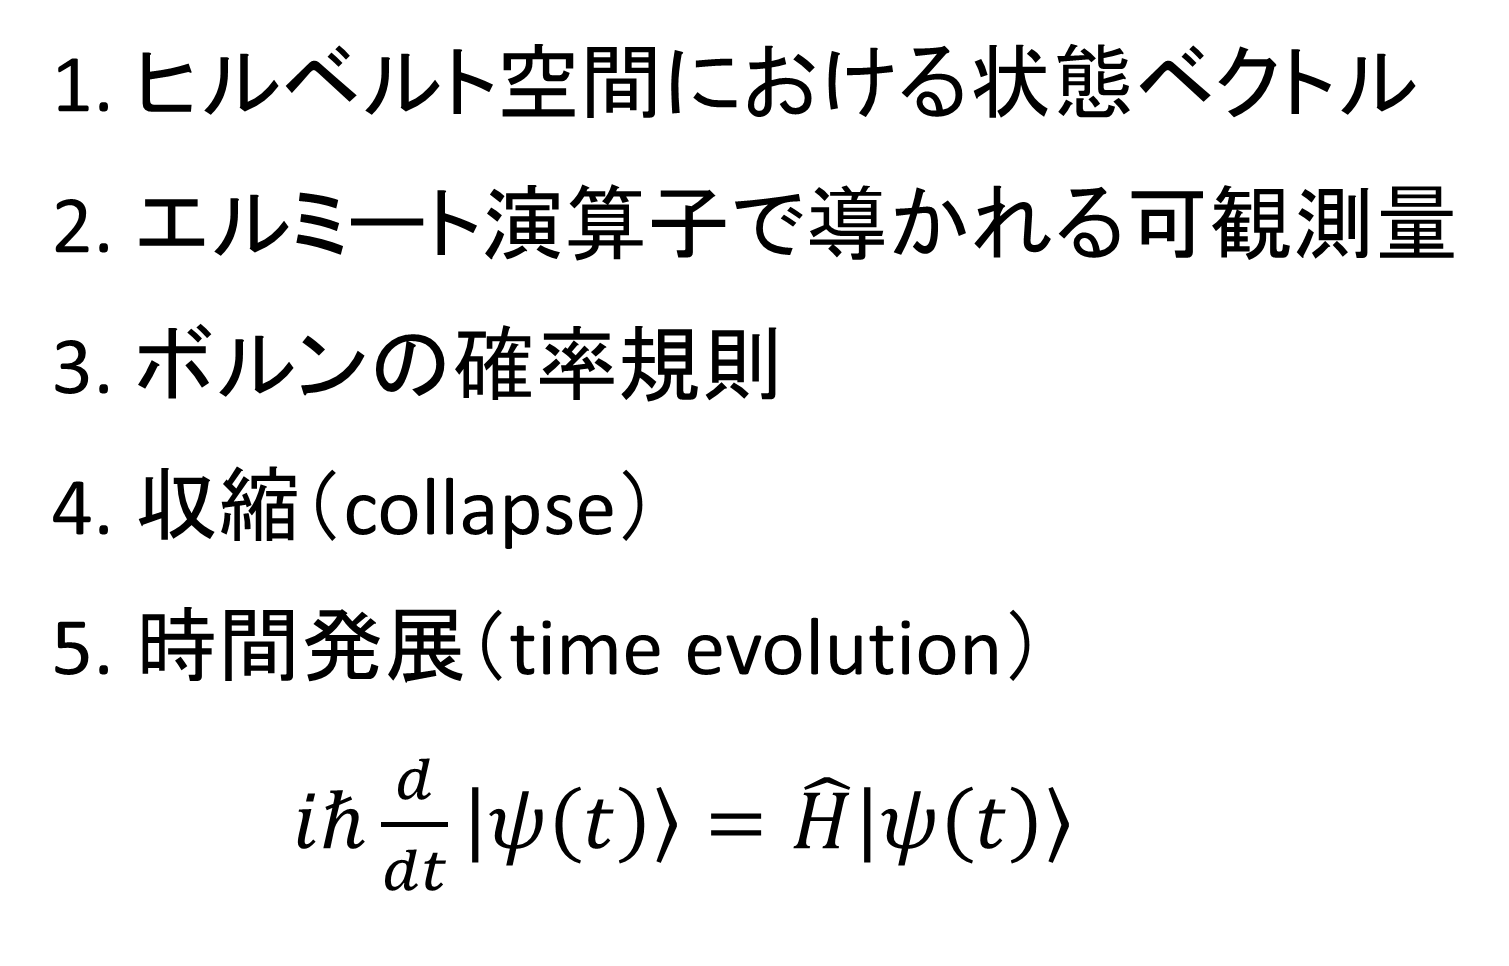 1. ヒルベルト空間における状態ベクトル
2. エルミート演算子で導かれる可観測量
3. ボルンの確率規則
4. 収縮（collapse）
5. 時間発展（time evolution）
iℏ d/dt |ψ(t)⟩ = Ĥ|ψ(t)⟩